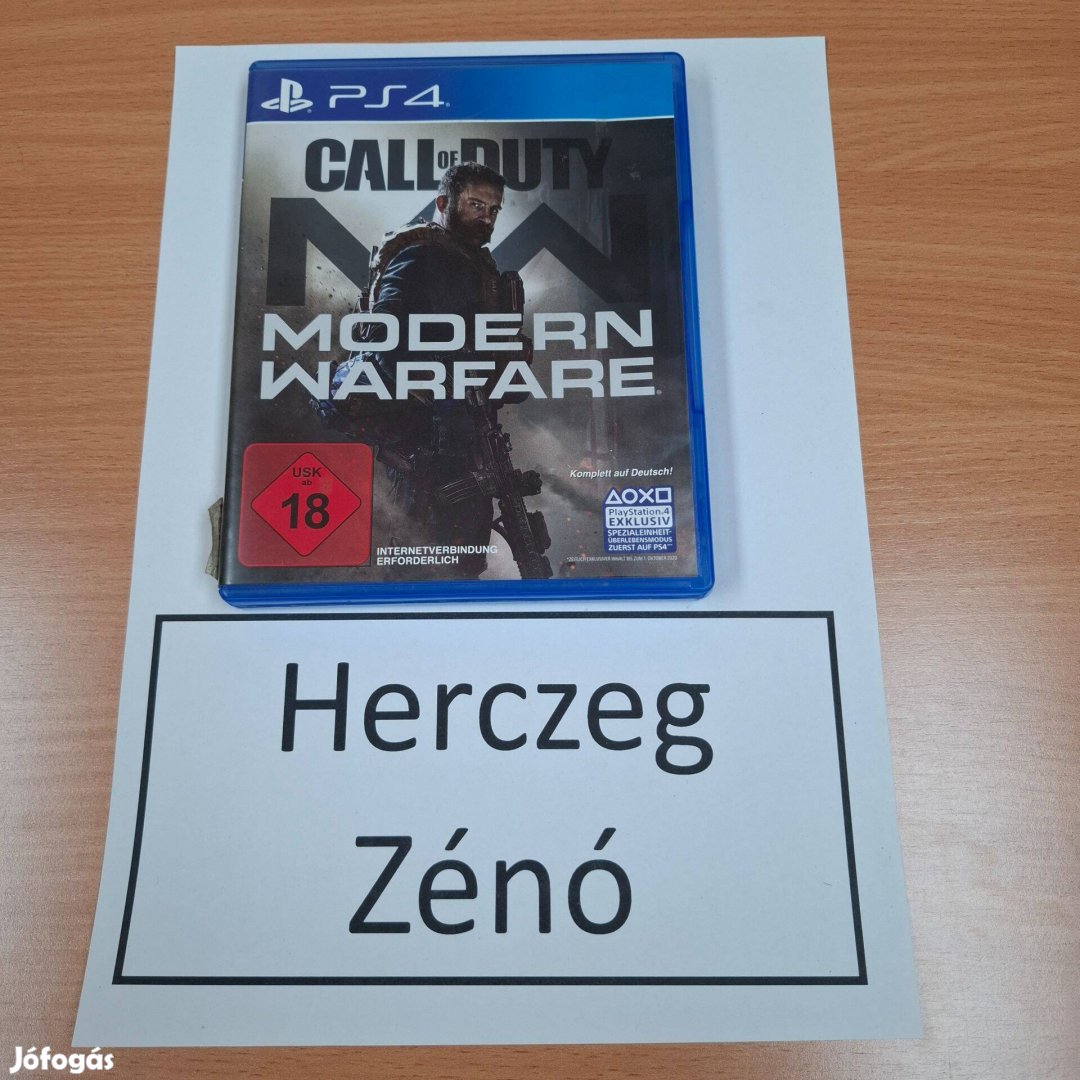 PS4
CALL OF DUTY
MODERN
WARFARE
USK
ab
18
INTERNETVERBINDUNG
ERFORDERLICH
Komplett auf Deutsch!
PlayStation.4
EXKLUSIV
SPEZIALEINHEIT-
ÜBERLEBENSMODUS
ZUERST AUF PS4™
Herczeg
Zénó
Jófogás